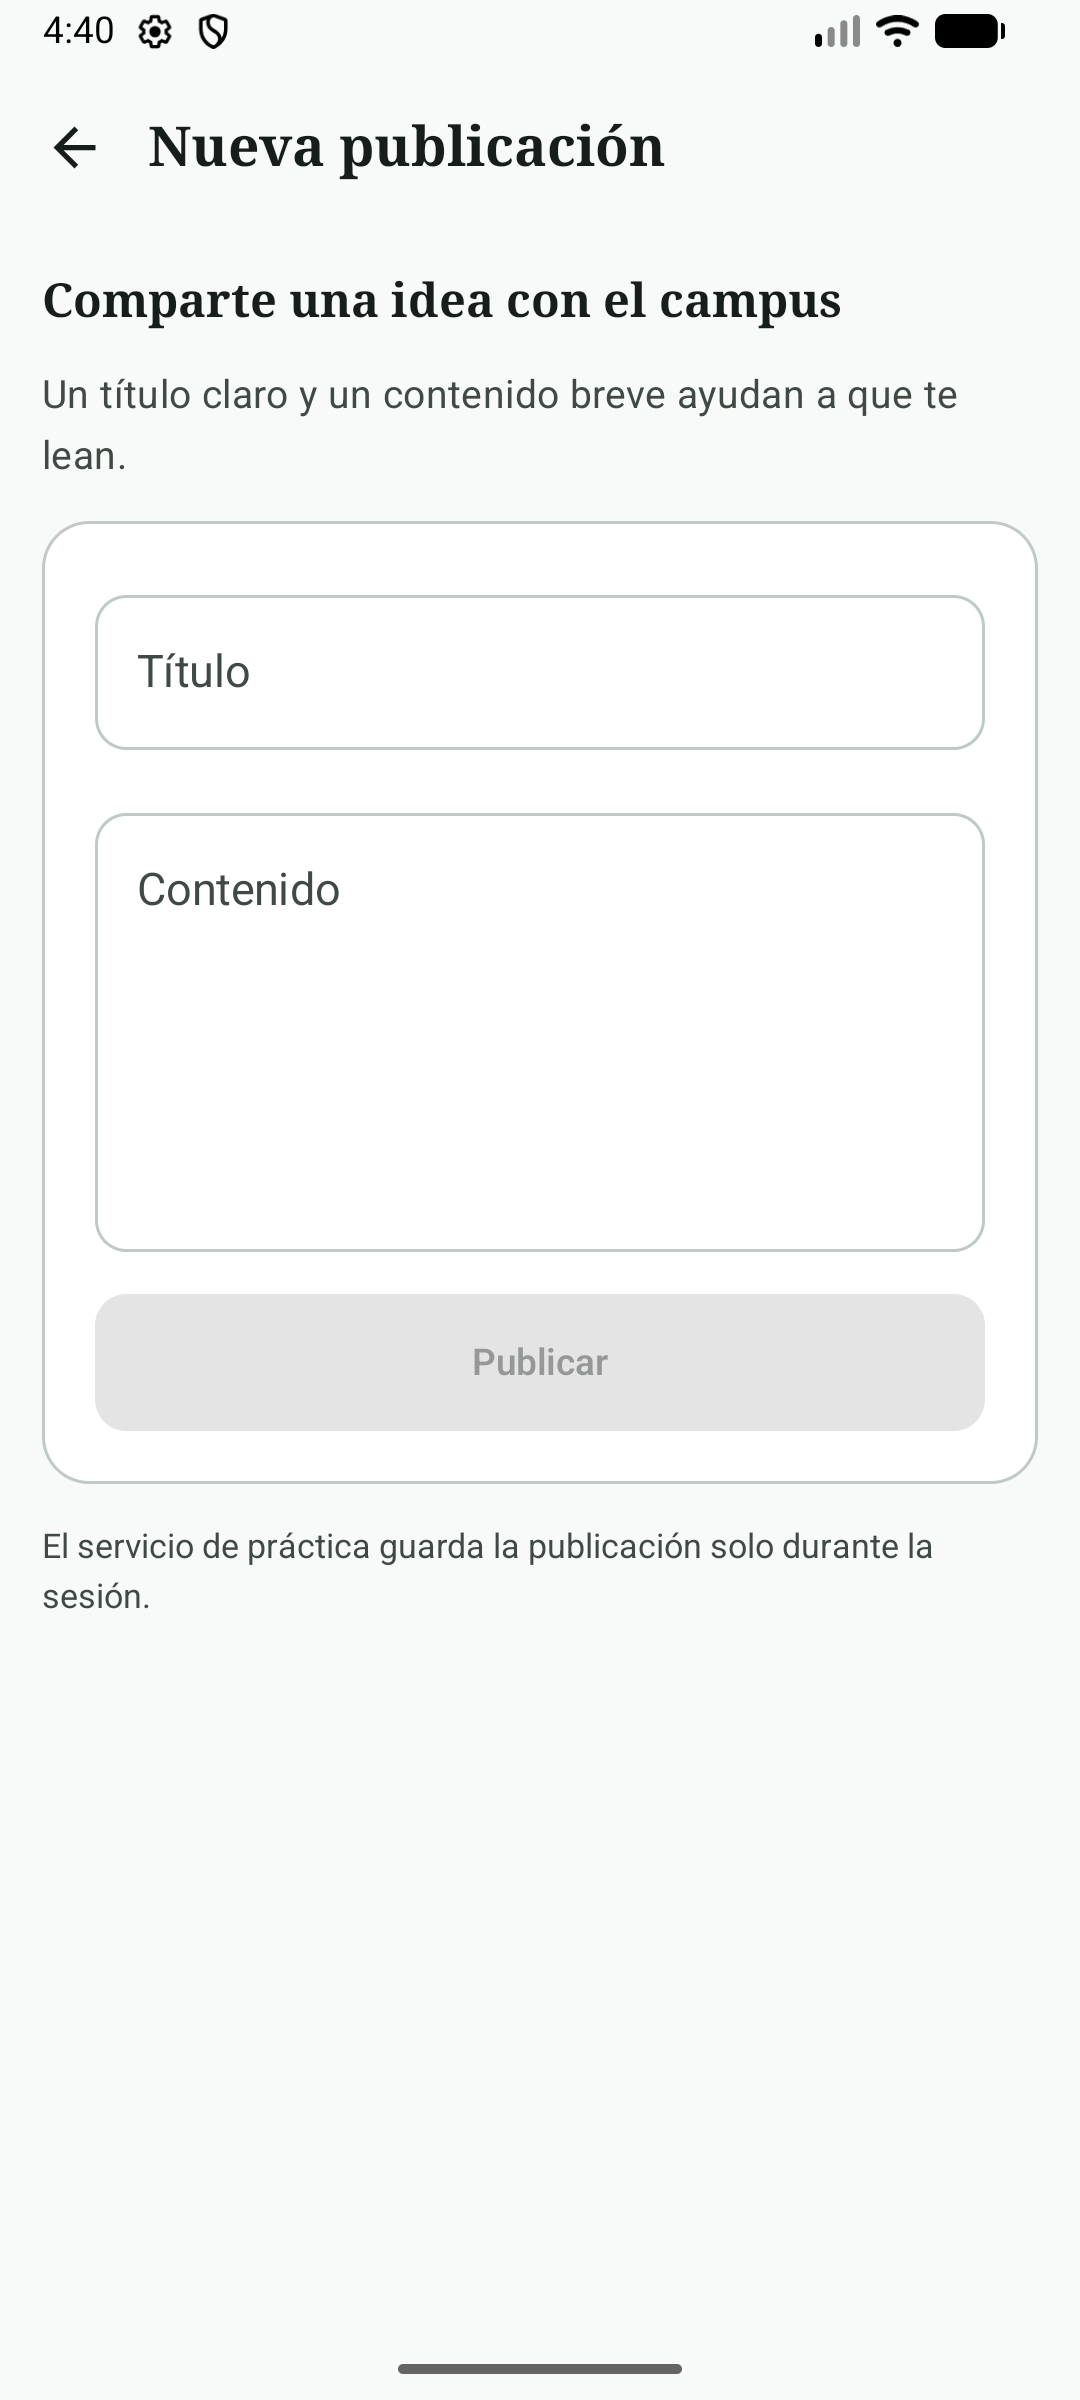 4:40
Nueva publicación
Comparte una idea con el campus
Un título claro y un contenido breve ayudan a que te
lean.
Título
Contenido
Publicar
El servicio de práctica guarda la publicación solo durante la
sesión.